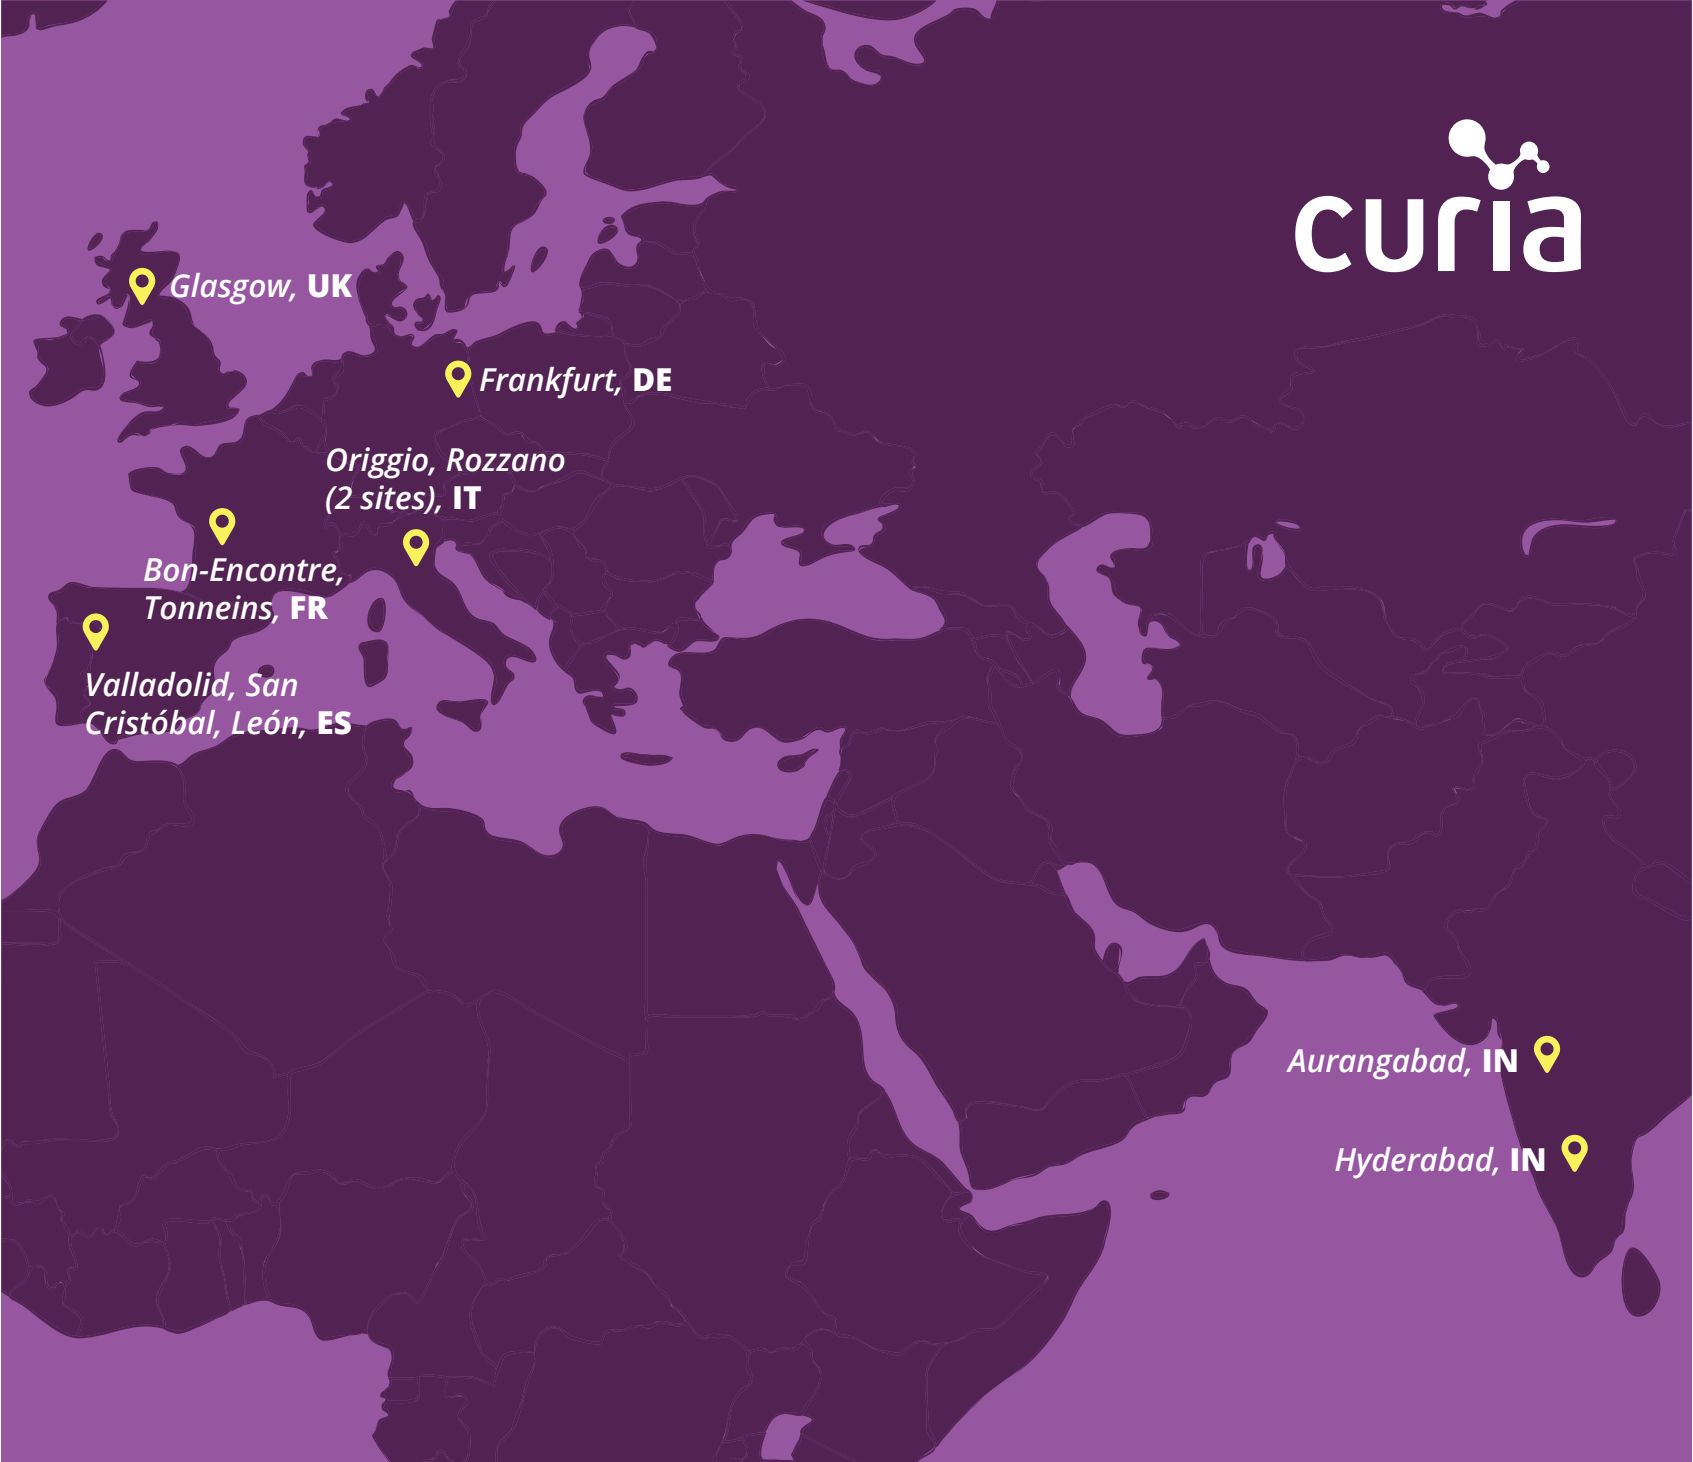 curia
Glasgow, UK
Frankfurt, DE
Origgio, Rozzano
(2 sites), IT
Bon-Encontre,
Tonneins, FR
Valladolid, San
Cristóbal, León, ES
Aurangabad, IN
Hyderabad, IN